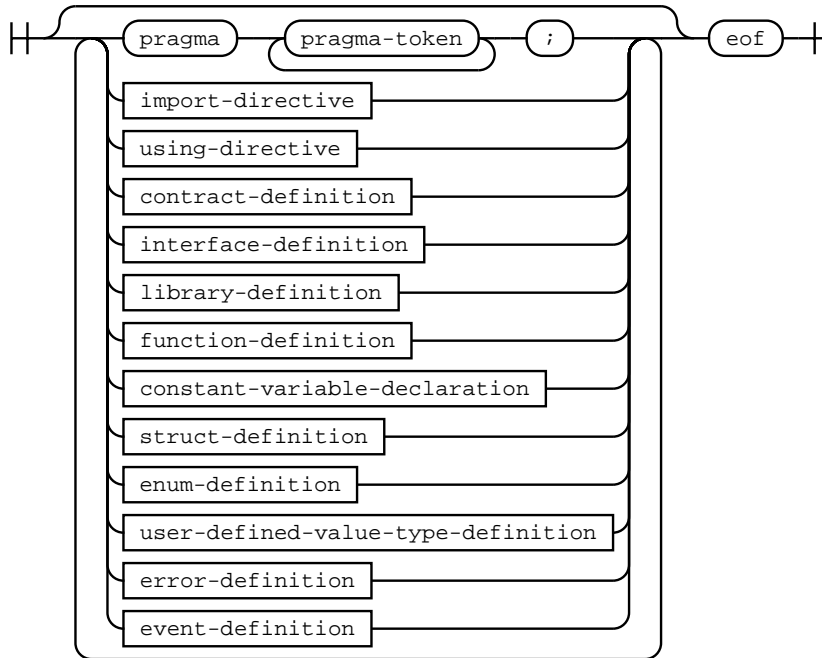 pragma pragma-token ; eof
import-directive
using-directive
contract-definition
interface-definition
library-definition
function-definition
constant-variable-declaration
struct-definition
enum-definition
user-defined-value-type-definition
error-definition
event-definition